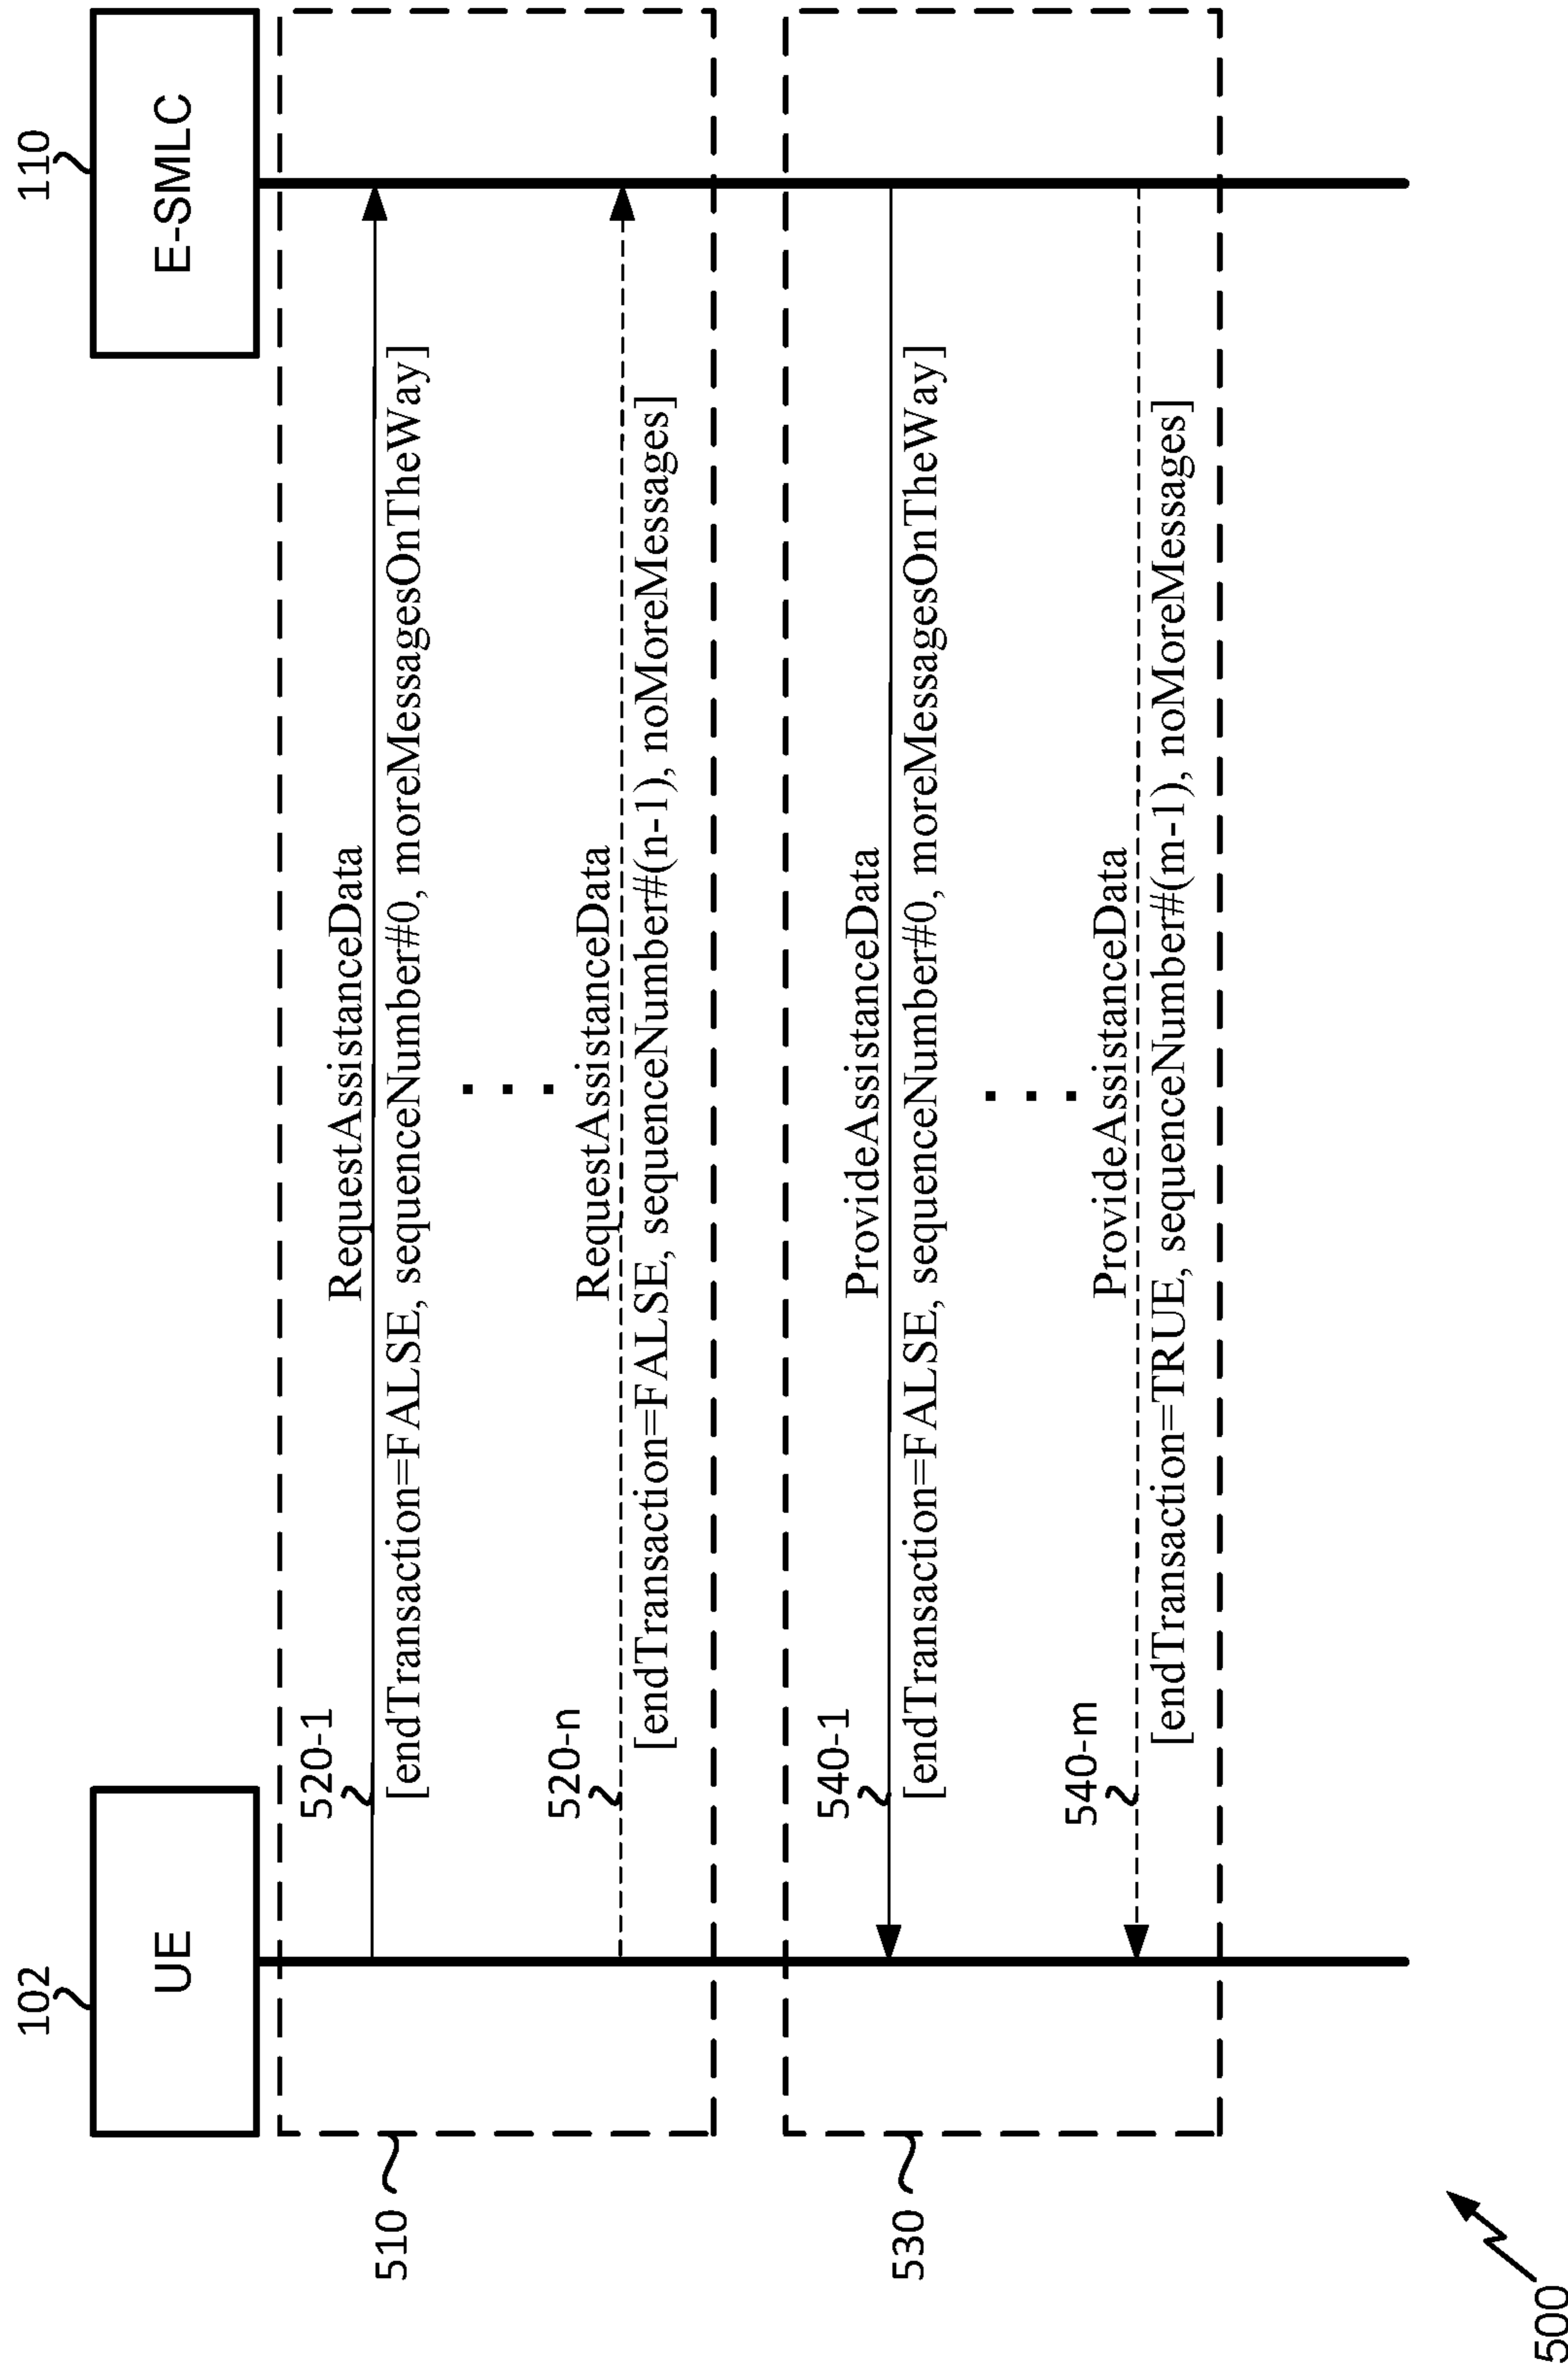 102
110
UE
E-SMLC
520-1
RequestAssistanceData
[endTransaction=FALSE, sequenceNumber#0, moreMessagesOnTheWay]
510
520-n
RequestAssistanceData
[endTransaction=FALSE, sequenceNumber#(n-1), noMoreMessages]
540-1
ProvideAssistanceData
[endTransaction=FALSE, sequenceNumber#0, moreMessagesOnTheWay]
530
540-m
ProvideAssistanceData
[endTransaction=TRUE, sequenceNumber#(m-1), noMoreMessages]
500